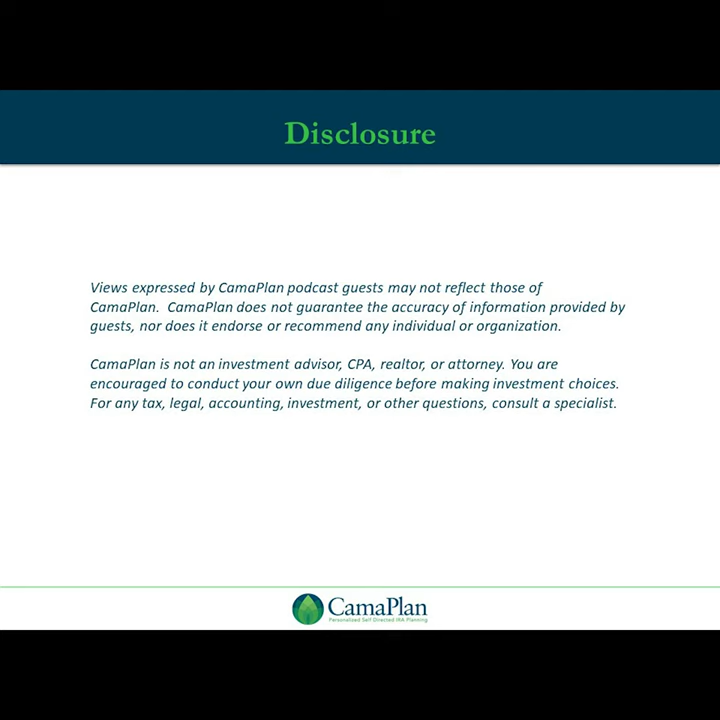 Disclosure
Views expressed by CamaPlan podcast guests may not reflect those of
CamaPlan.  CamaPlan does not guarantee the accuracy of information provided by
guests, nor does it endorse or recommend any individual or organization.
CamaPlan is not an investment advisor, CPA, realtor, or attorney. You are
encouraged to conduct your own due diligence before making investment choices.
For any tax, legal, accounting, investment, or other questions, consult a specialist.
CamaPlan
Personalized Self Directed IRA Planning